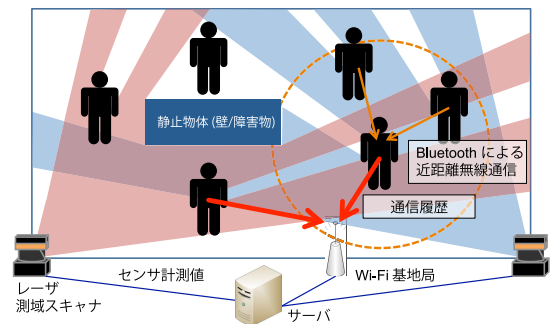 静止物体 (壁/障害物)
Bluetooth による
近距離無線通信
通信履歴
センサ計測値
Wi-Fi 基地局
レーザ
測域スキャナ
サーバ